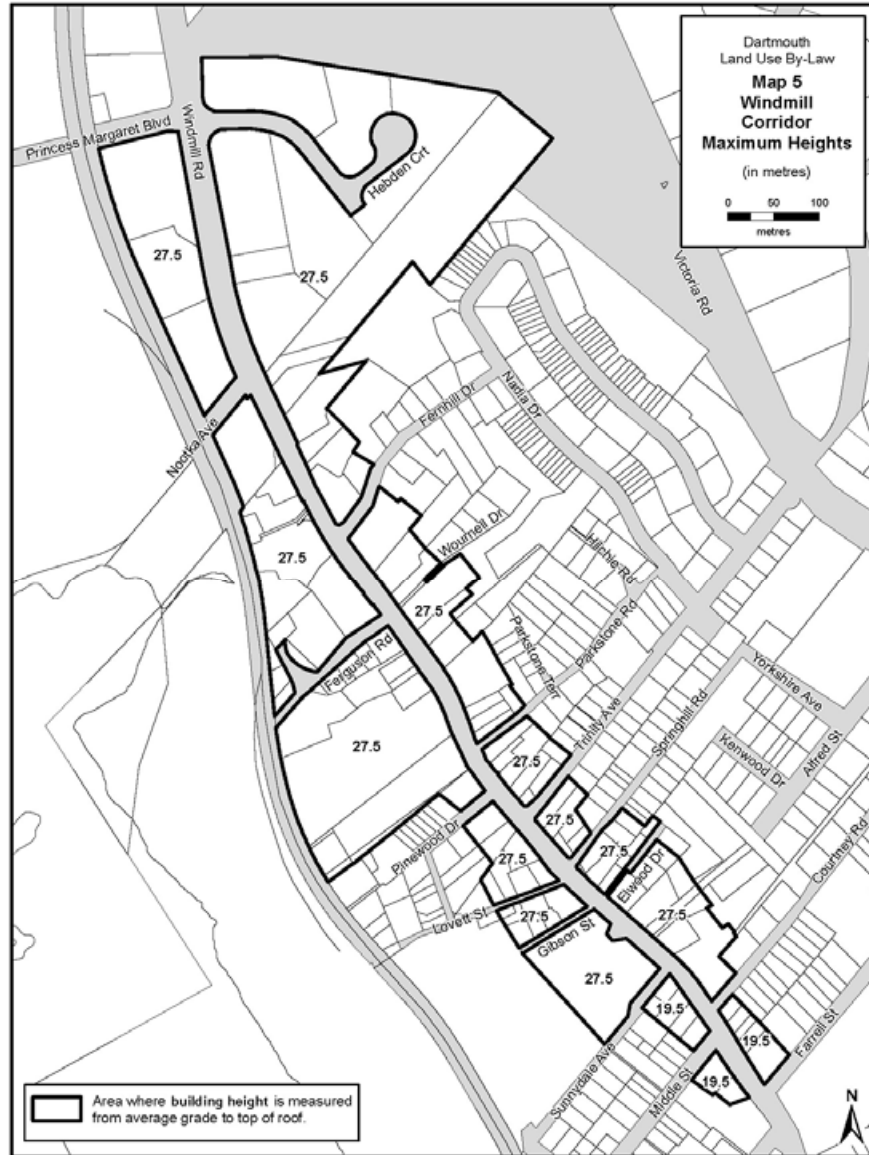 Dartmouth
Land Use By-Law
Map 5
Windmill
Corridor
Maximum Heights
(in metres)
0 50 100
metres
Princess Margaret Blvd
Windmill Rd
Hebden Crt
Victoria Rd
27.5
27.5
Nootka Ave
Fernhill Dr
Nadia Dr
27.5
Wournell Dr
Hilchie Rd
27.5
Ferguson Rd
Parkstone Terr
Parkstone Rd
Yorkshire Ave
Trinity Ave
Springhill Rd
Kenwood Dr
Alfred St
27.5
27.5
27.5
Pinewood Dr
27.5
27.5
Elwood Dr
Courtney Rd
Lovett St
27.5
27.5
Gibson St
27.5
19.5
19.5
Farrell St
Sunnydale Ave
Middle St
19.5
Area where building height is measured
from average grade to top of roof.
N